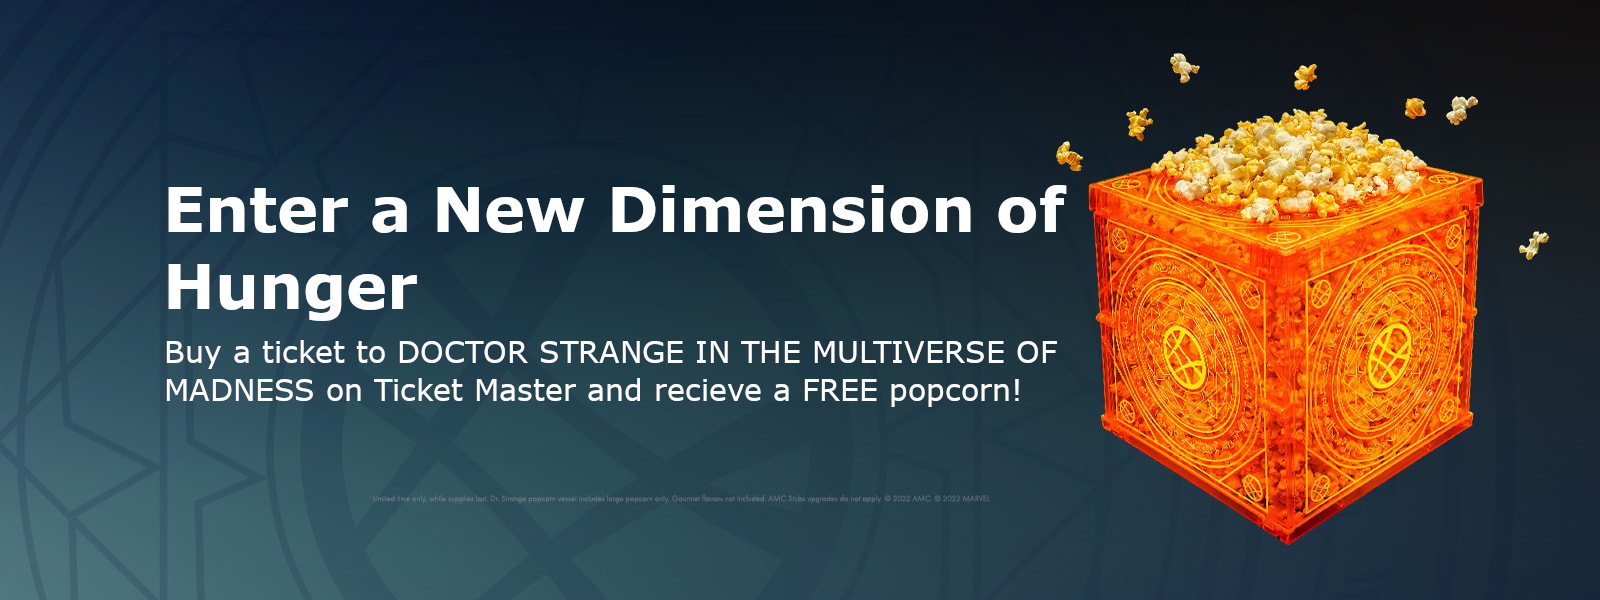 Enter a New Dimension of
Hunger
Buy a ticket to DOCTOR STRANGE IN THE MULTIVERSE OF
MADNESS on Ticket Master and recieve a FREE popcorn!
Limited time only, while supplies last. Dr. Strange popcorn vessel includes large popcorn only. Gourmet flavors not included. AMC Stubs upgrades do not apply. © 2022 AMC. © 2022 MARVEL